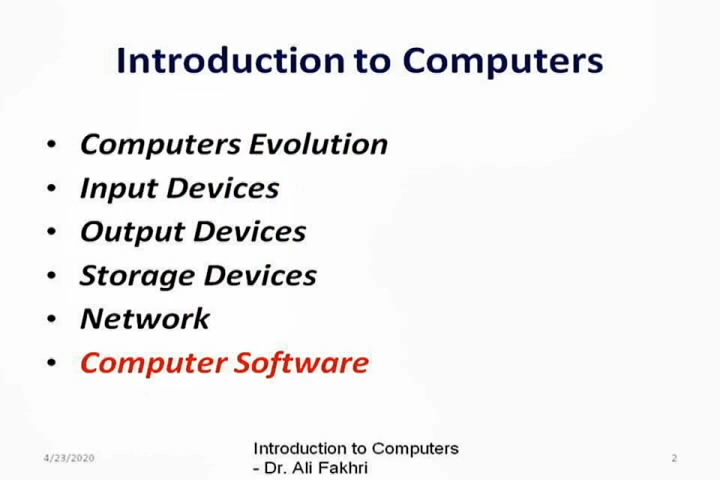 Introduction to Computers
• Computers Evolution
• Input Devices
• Output Devices
• Storage Devices
• Network
• Computer Software
4/23/2020
Introduction to Computers
- Dr. Ali Fakhri
2